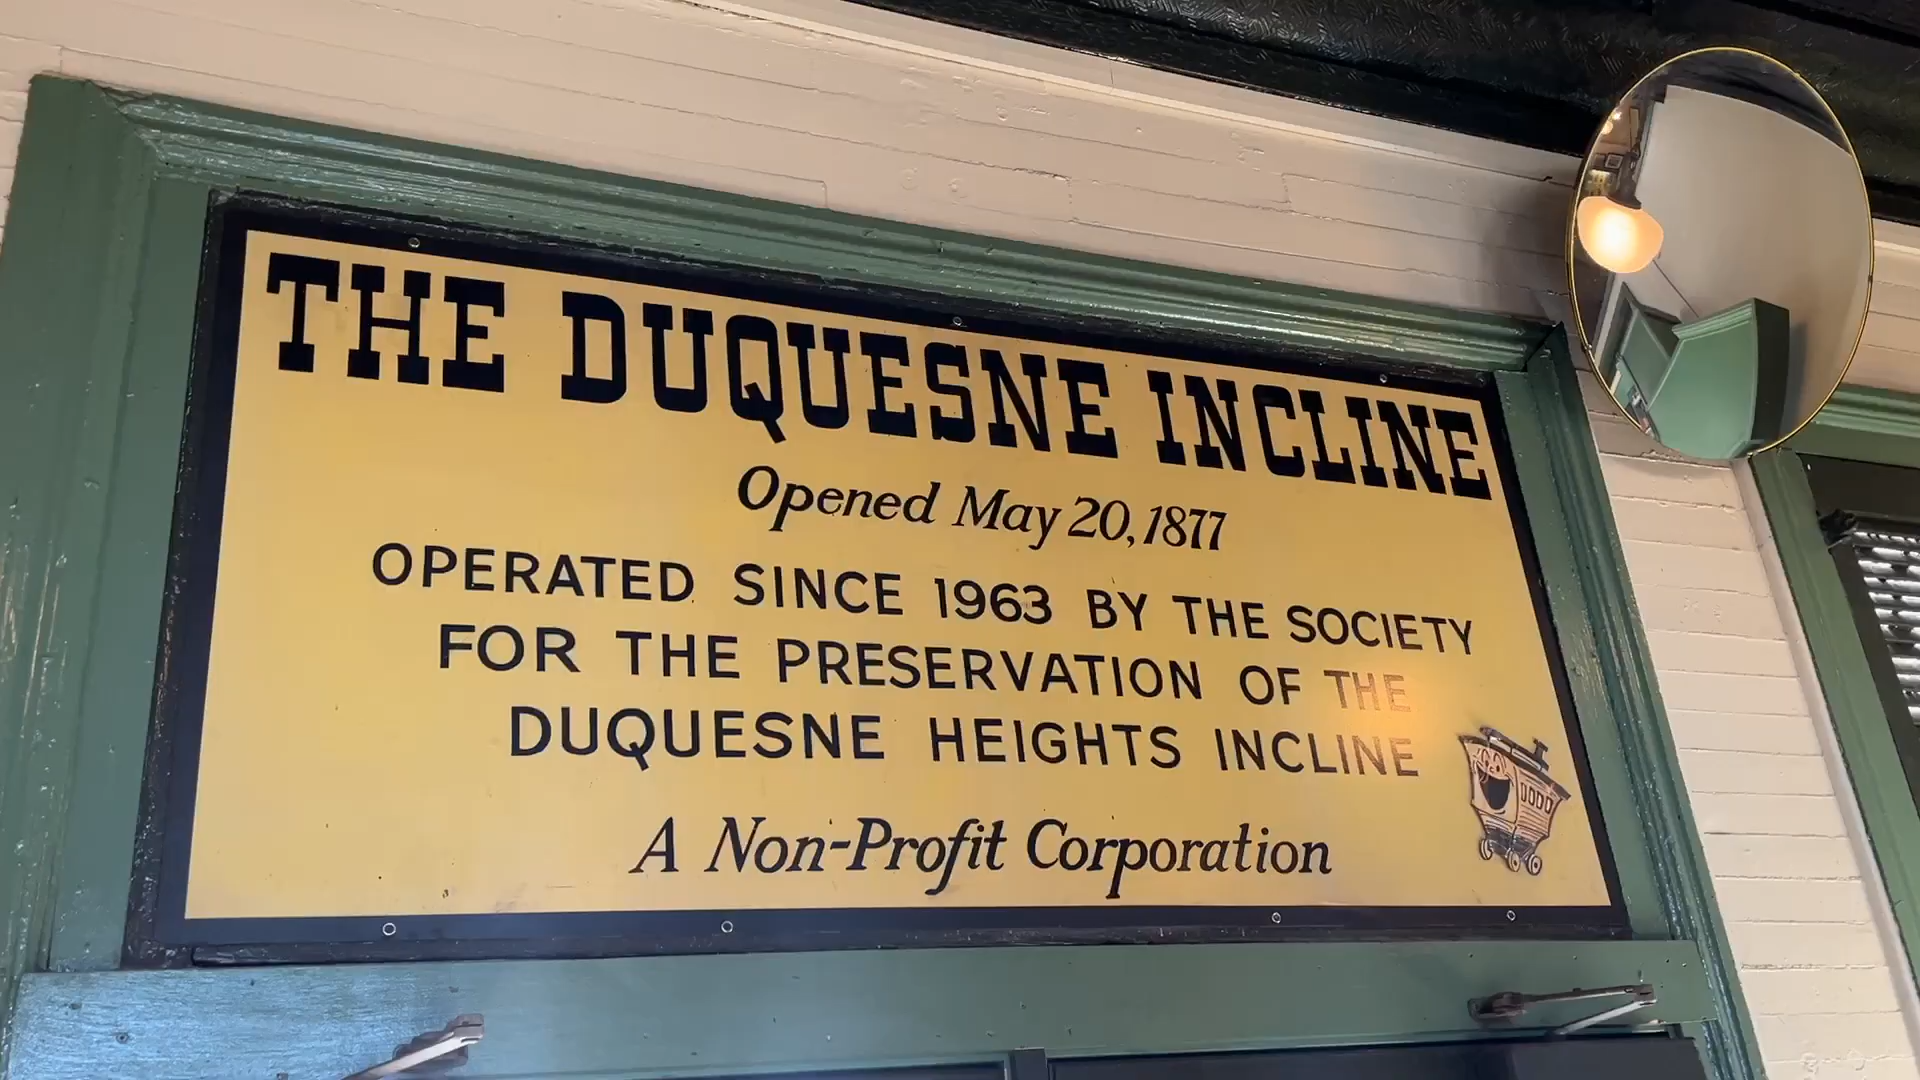 THE DUQUESNE INCLINE
Opened May 20, 1877
OPERATED SINCE 1963 BY THE SOCIETY
FOR THE PRESERVATION OF THE
DUQUESNE HEIGHTS INCLINE
A Non-Profit Corporation